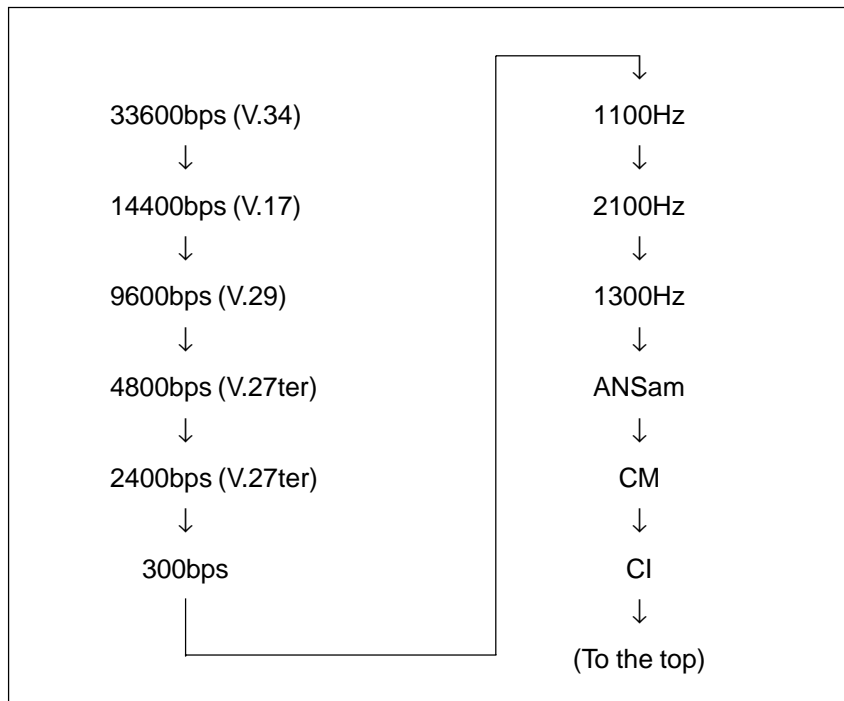 33600bps (V.34)
↓
14400bps (V.17)
↓
9600bps (V.29)
↓
4800bps (V.27ter)
↓
2400bps (V.27ter)
↓
300bps
↓
1100Hz
↓
2100Hz
↓
1300Hz
↓
ANSam
↓
CM
↓
CI
↓
(To the top)